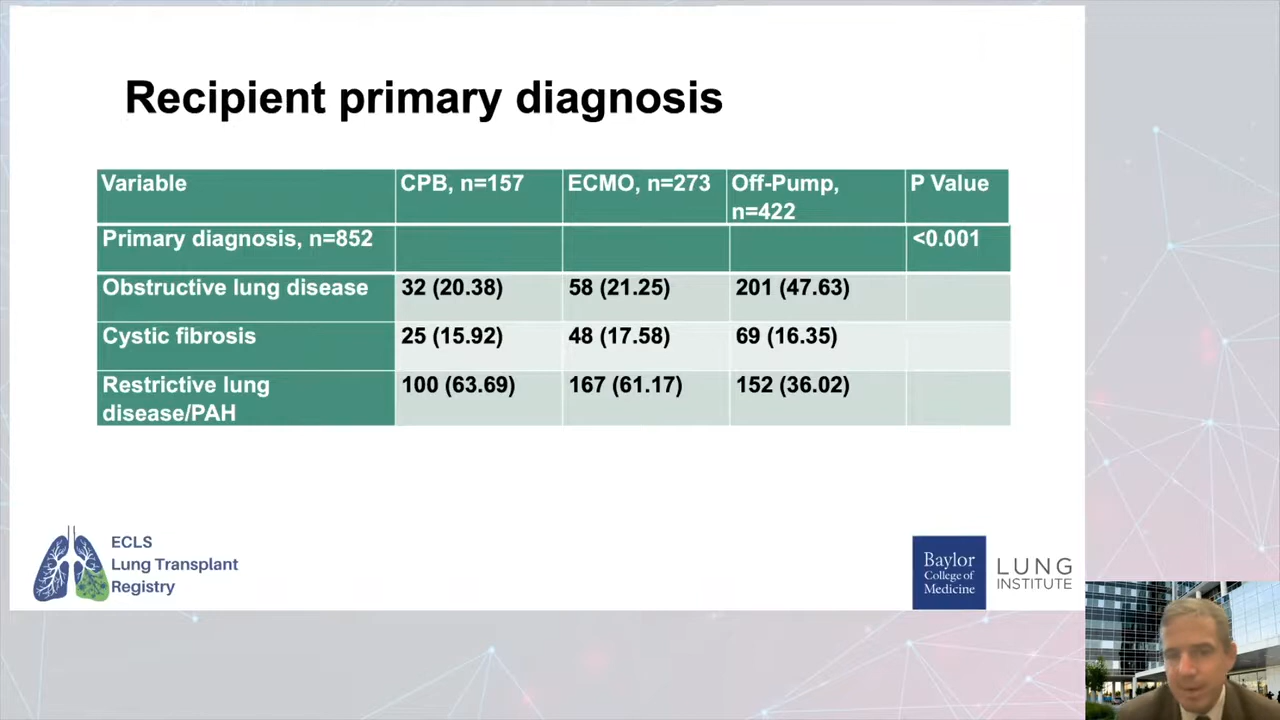 Recipient primary diagnosis
Variable CPB, n=157 ECMO, n=273 Off-Pump, n=422 P Value
Primary diagnosis, n=852 <0.001
Obstructive lung disease 32 (20.38) 58 (21.25) 201 (47.63)
Cystic fibrosis 25 (15.92) 48 (17.58) 69 (16.35)
Restrictive lung disease/PAH 100 (63.69) 167 (61.17) 152 (36.02)
ECLS
Lung Transplant
Registry
Baylor
College of
Medicine
LUNG
INSTITUTE